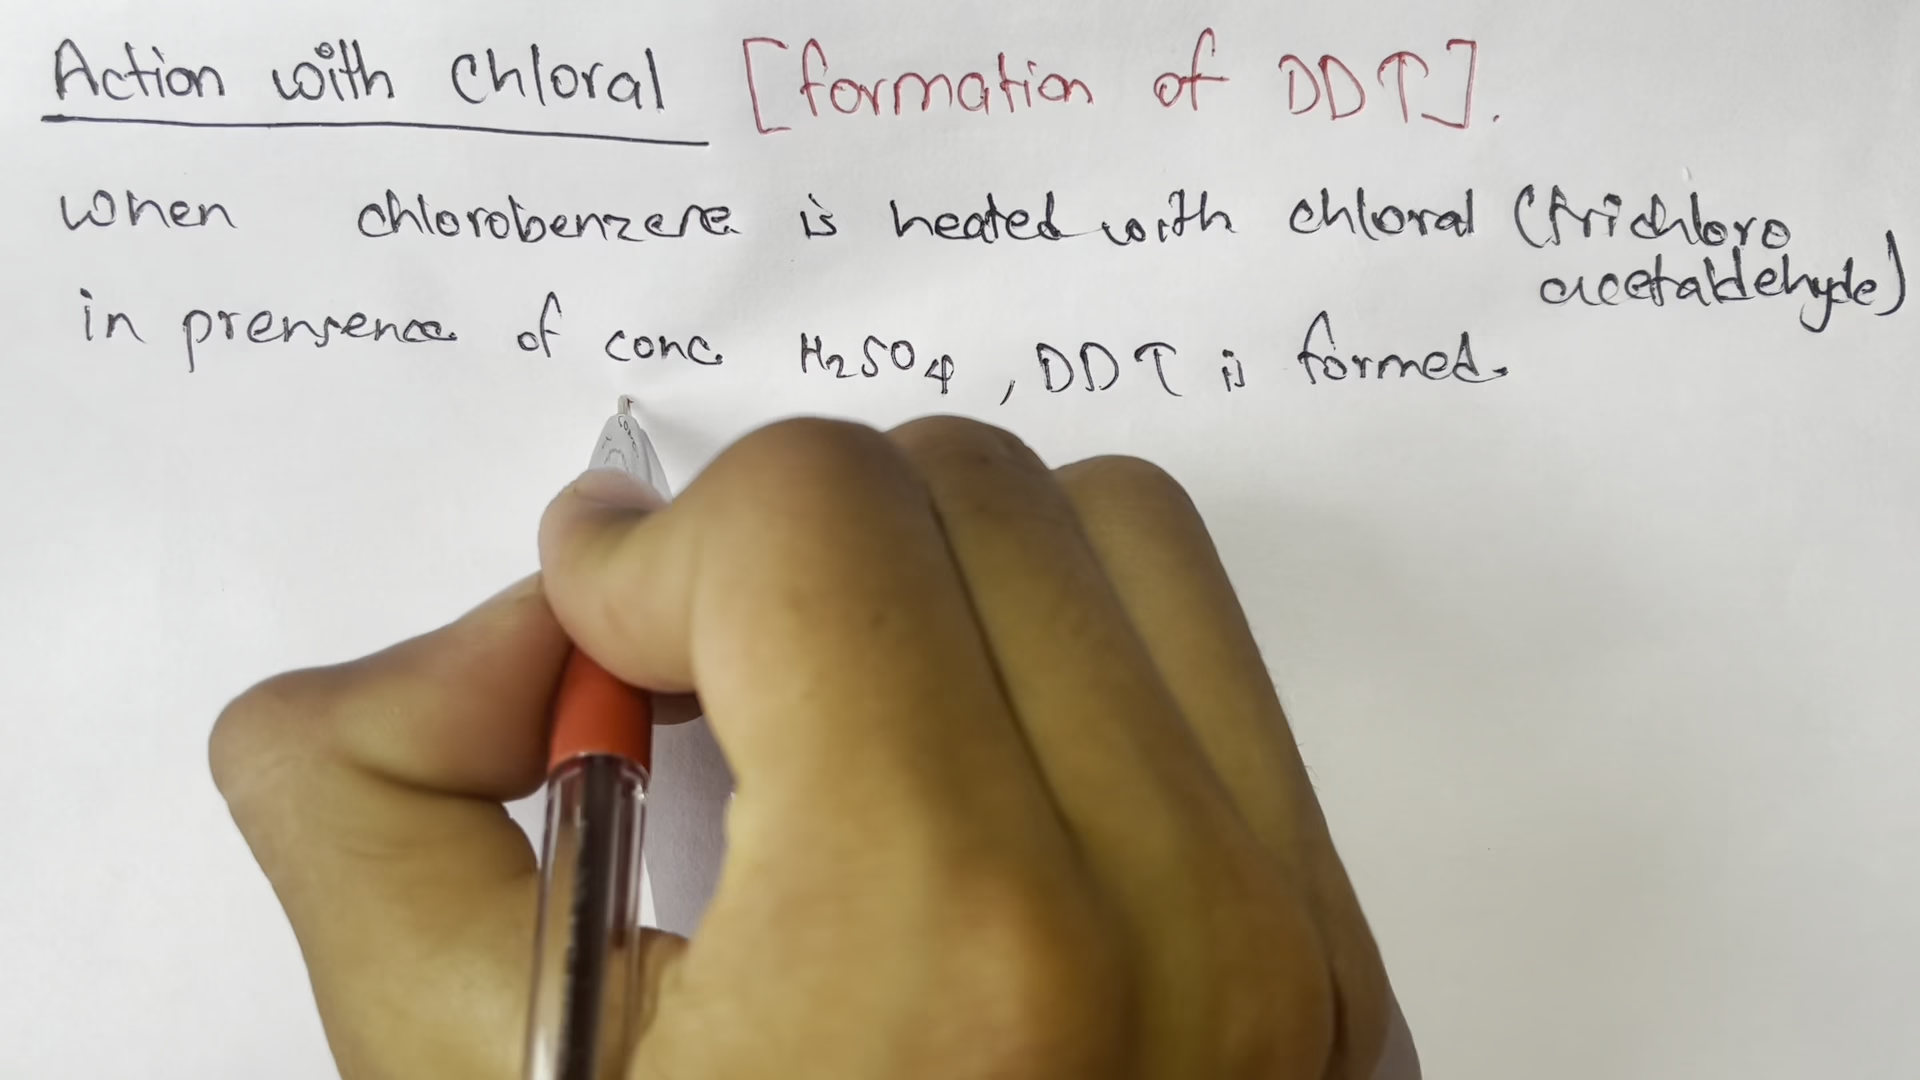 Action with Chloral [formation of DDT].
when chlorobenzene is heated with chloral (trichloro
acetaldehyde)
in prensence of conc. H₂SO₄, DDT is formed.